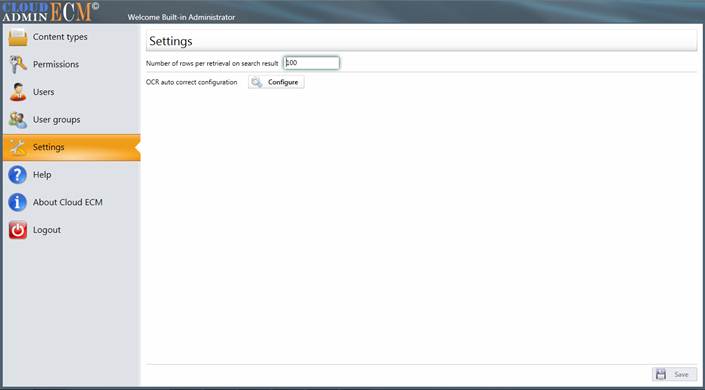 CLOUD
ADMIN ECM©
Welcome Built-in Administrator
Content types
Permissions
Users
User groups
Settings
Help
About Cloud ECM
Logout
Settings
Number of rows per retrieval on search result 100
OCR auto correct configuration Configure
Save